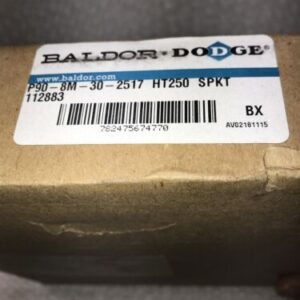 BALDOR·DODGE®
www.baldor.com
P90-8M-30-2517 HT250 SPKT
112883
BX
782475674770
AV02181115